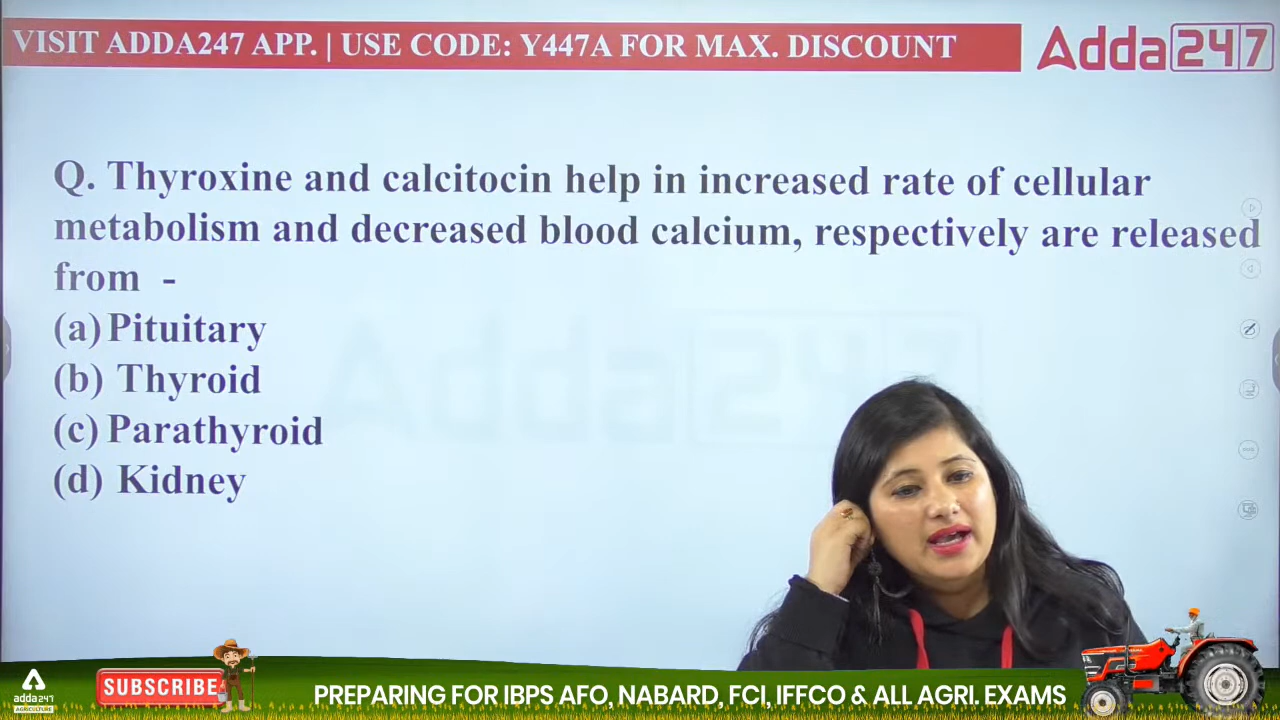 VISIT ADDA247 APP. | USE CODE: Y447A FOR MAX. DISCOUNT
Adda247
Q. Thyroxine and calcitocin help in increased rate of cellular
metabolism and decreased blood calcium, respectively are released
from -
(a) Pituitary
(b) Thyroid
(c) Parathyroid
(d) Kidney
Adda247
adda247
AGRICULTURE
SUBSCRIBE
PREPARING FOR IBPS AFO, NABARD, FCI, IFFCO & ALL AGRI. EXAMS